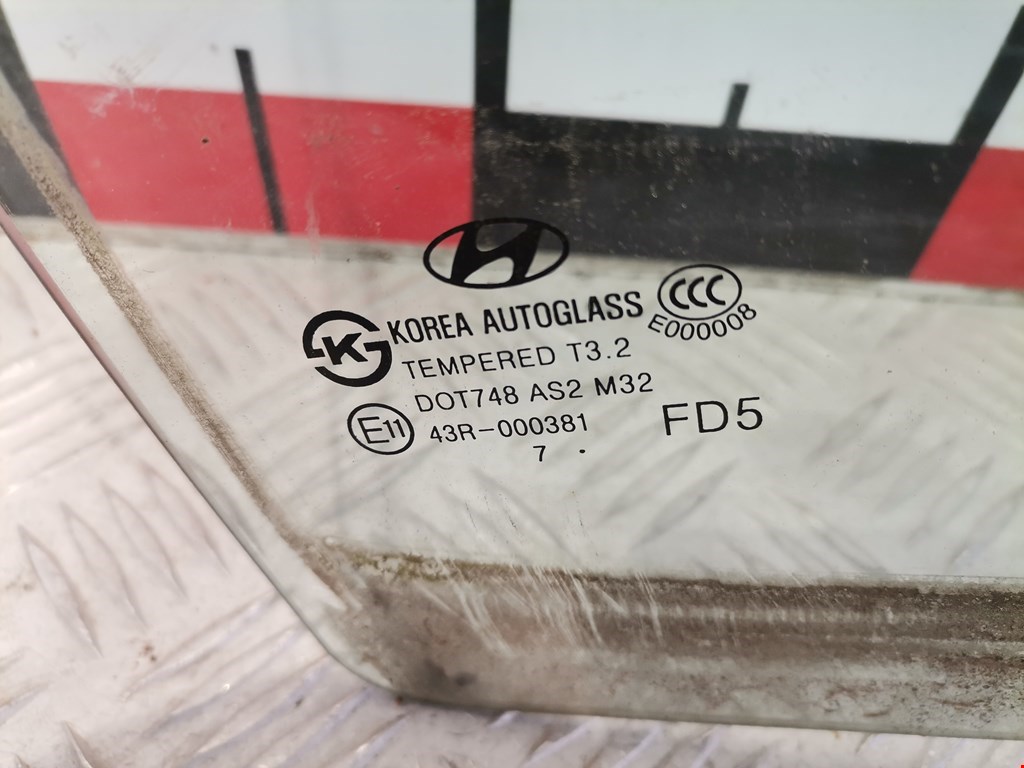 CCC
E000008
K
KOREA AUTOGLASS
TEMPERED T3.2
DOT748 AS2 M32
E11
43R-000381
FD5
7 .